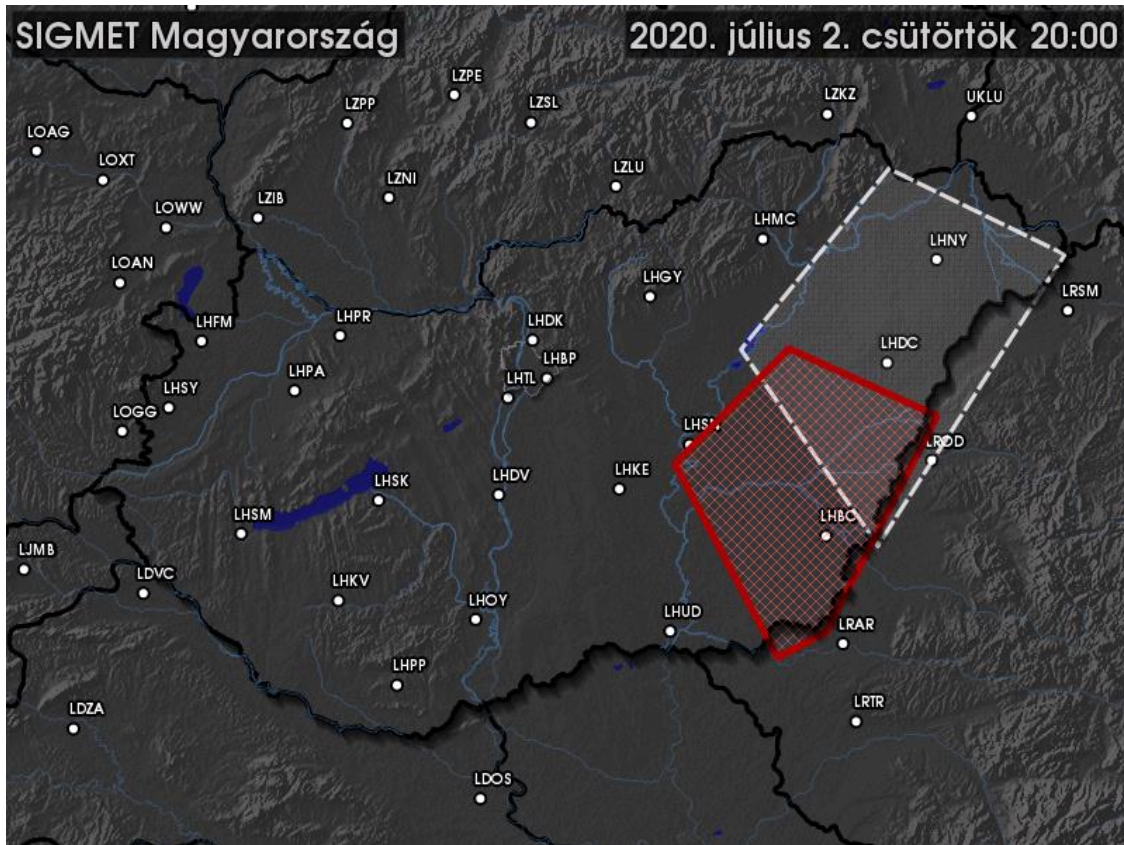 SIGMET Magyarország
2020. július 2. csütörtök 20:00
LZPE
LZPP
LZSL
LZKZ
UKLU
LOAG
LOXT
LZNI
LZLU
LOWW
LZIB
LHMC
LHNY
LOAN
LHGY
LRSM
LHFM
LHPR
LHDK
LHDC
LHBP
LHPA
LHTL
LHSY
LOGG
LHSN
LROD
LHKE
LHDV
LHSK
LHSM
LHBC
LJMB
LDVC
LHKV
LHOY
LHUD
LRAR
LHPP
LRTR
LDZA
LDOS